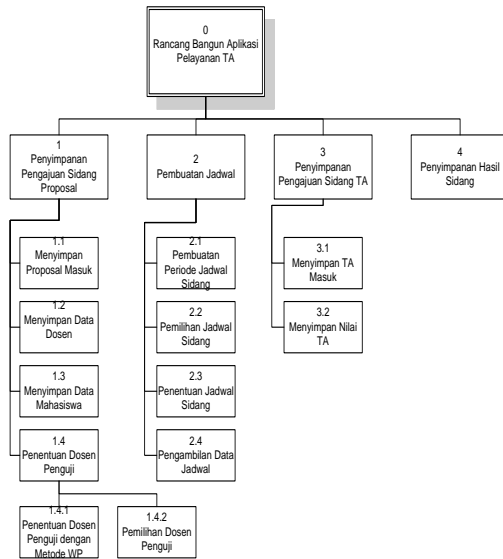 0
Rancang Bangun Aplikasi
Pelayanan TA
1
Penyimpanan
Pengajuan Sidang
Proposal
2
Pembuatan Jadwal
3
Penyimpanan
Pengajuan Sidang TA
4
Penyimpanan Hasil
Sidang
1.1
Menyimpan
Proposal Masuk
1.2
Menyimpan Data
Dosen
1.3
Menyimpan Data
Mahasiswa
1.4
Penentuan Dosen
Penguji
1.4.1
Penentuan Dosen
Penguji dengan
Metode WP
1.4.2
Pemilihan Dosen
Penguji
2.1
Pembuatan
Periode Jadwal
Sidang
2.2
Pemilihan Jadwal
Sidang
2.3
Penentuan Jadwal
Sidang
2.4
Pengambilan Data
Jadwal
3.1
Menyimpan TA
Masuk
3.2
Menyimpan Nilai
TA